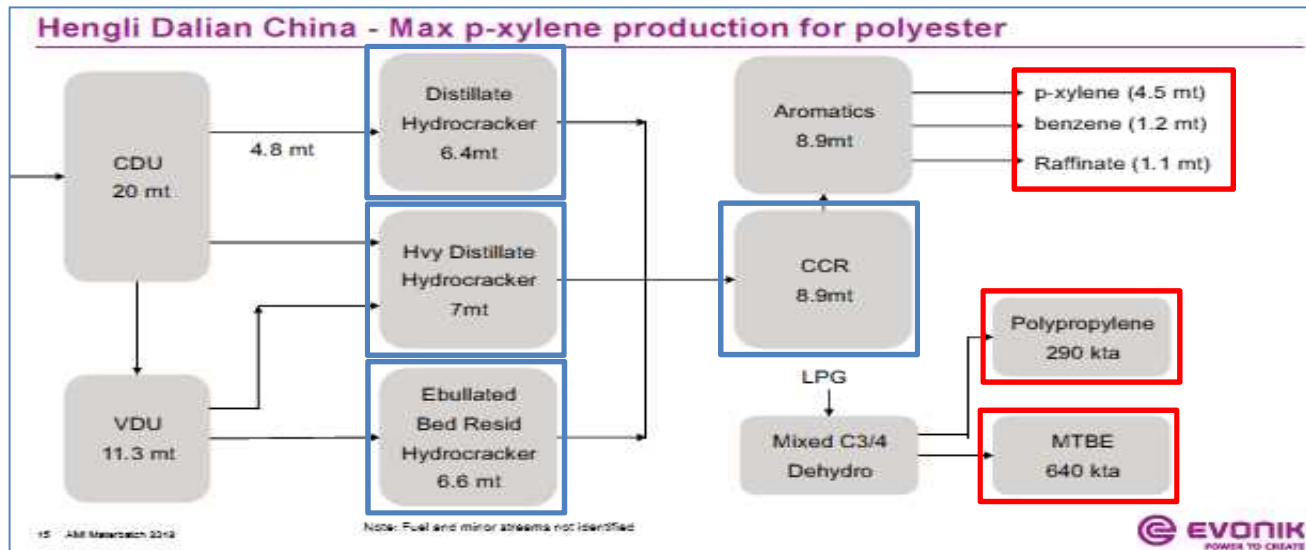 Hengli Dalian China - Max p-xylene production for polyester
CDU
20 mt
4.8 mt
VDU
11.3 mt
Distillate
Hydrocracker
6.4mt
Hvy Distillate
Hydrocracker
7mt
Ebullated
Bed Resid
Hydrocracker
6.6 mt
Aromatics
8.9mt
CCR
8.9mt
p-xylene (4.5 mt)
benzene (1.2 mt)
Raffinate (1.1 mt)
LPG
Mixed C3/4
Dehydro
Polypropylene
290 kta
MTBE
640 kta
15 AMI
Note: Fuel and minor streams not identified
EVONIK
POWER TO CREATE